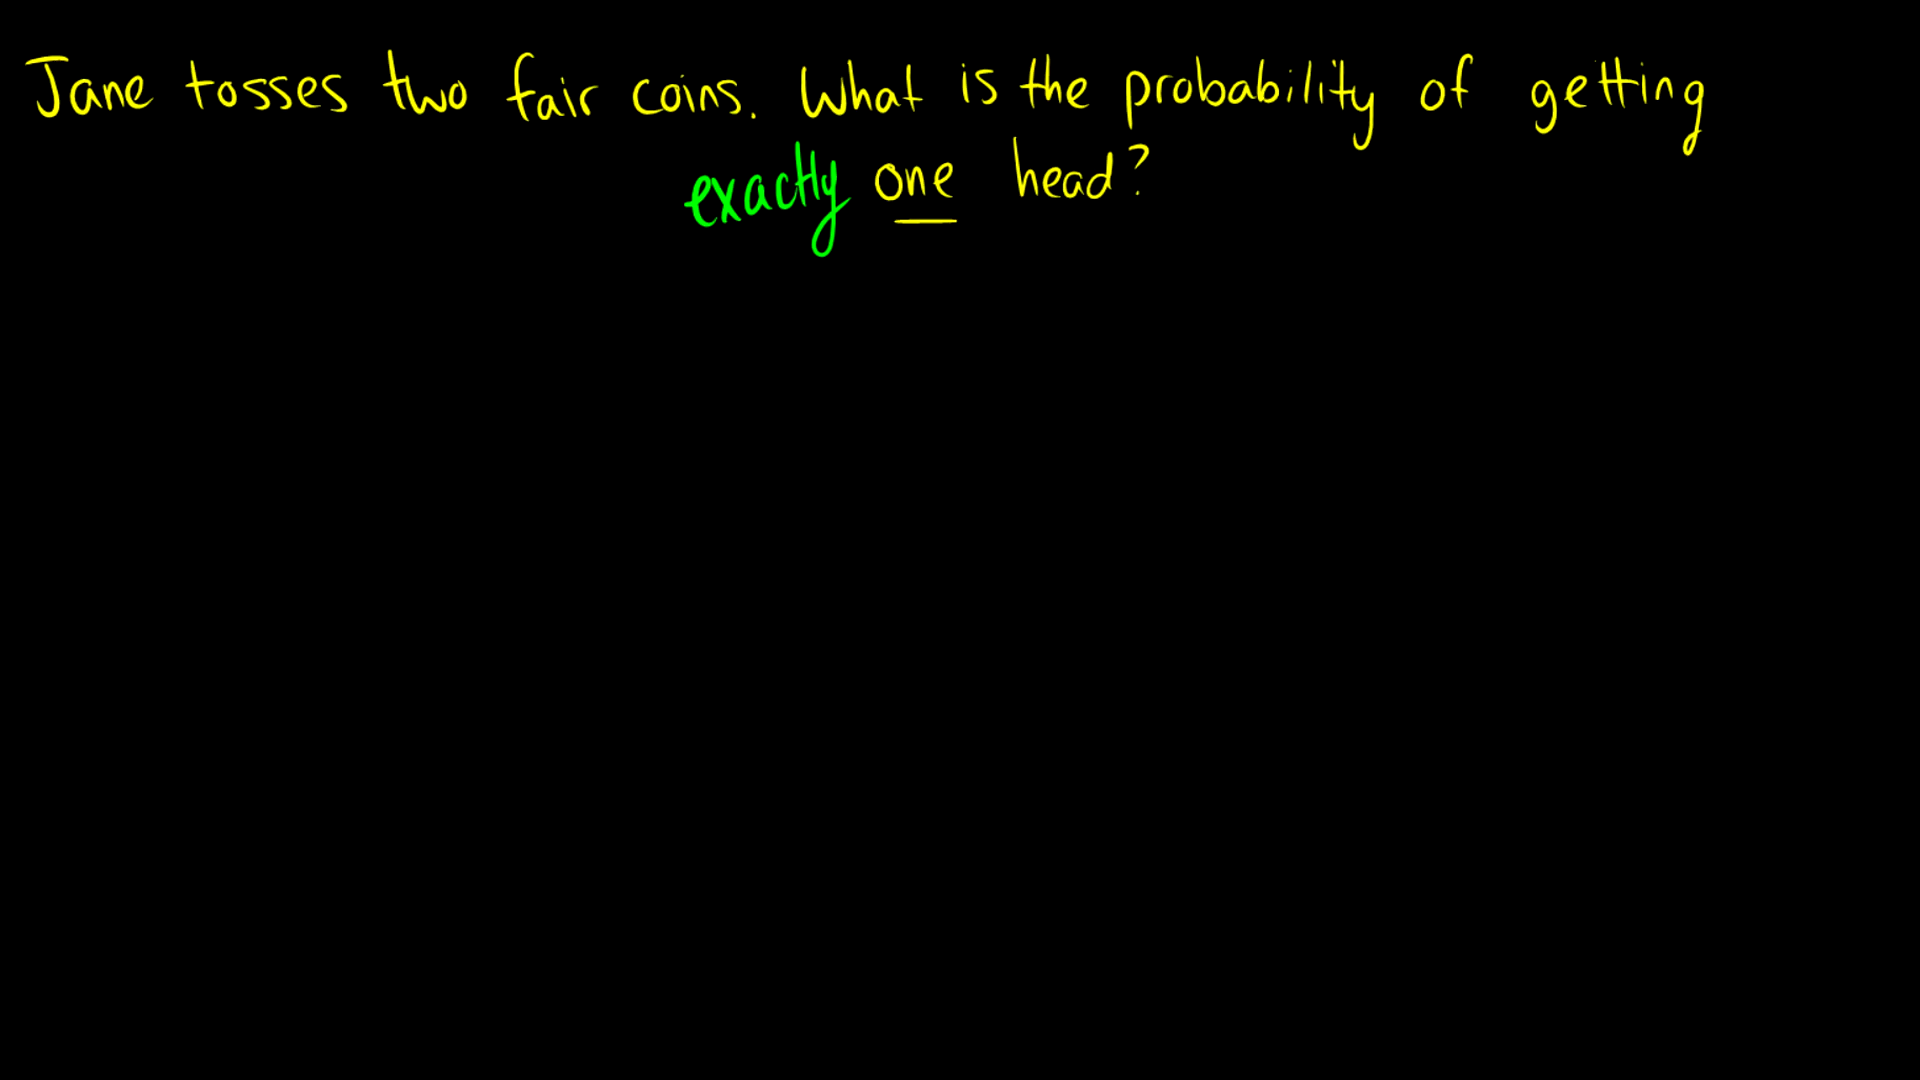 Jane tosses two fair coins. What is the probability of getting
exactly one head?